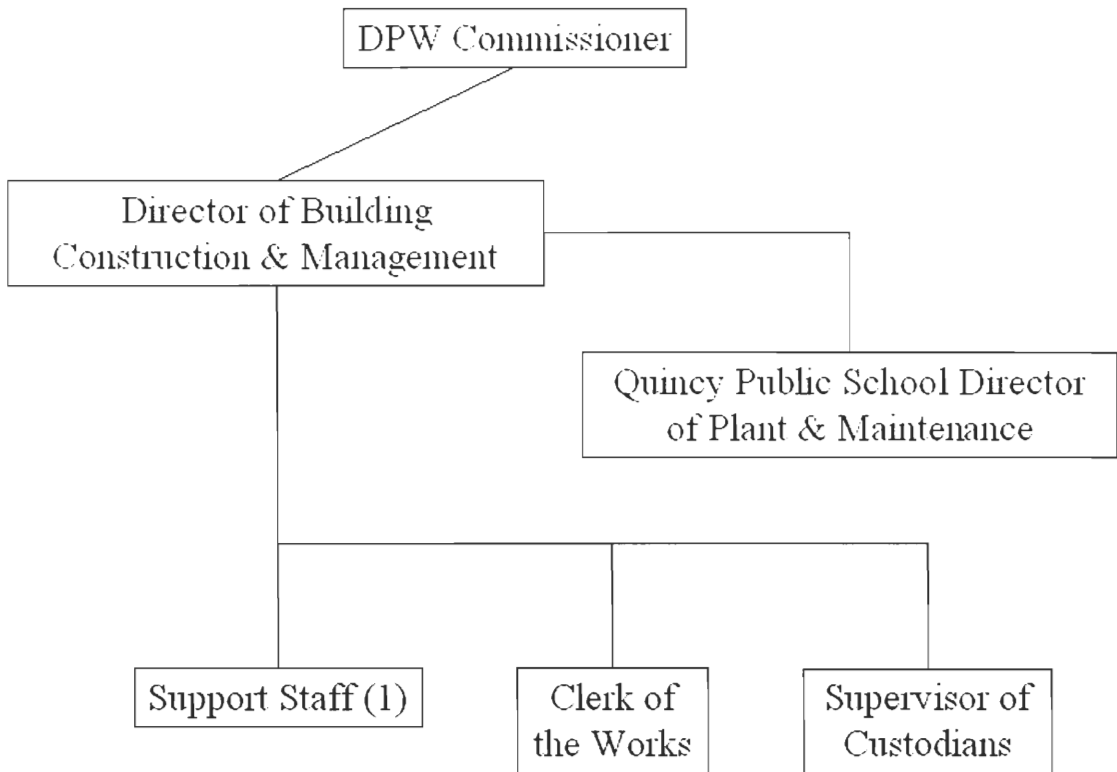 DPW Commissioner
Director of Building
Construction & Management
Quincy Public School Director
of Plant & Maintenance
Support Staff (1)
Clerk of
the Works
Supervisor of
Custodians